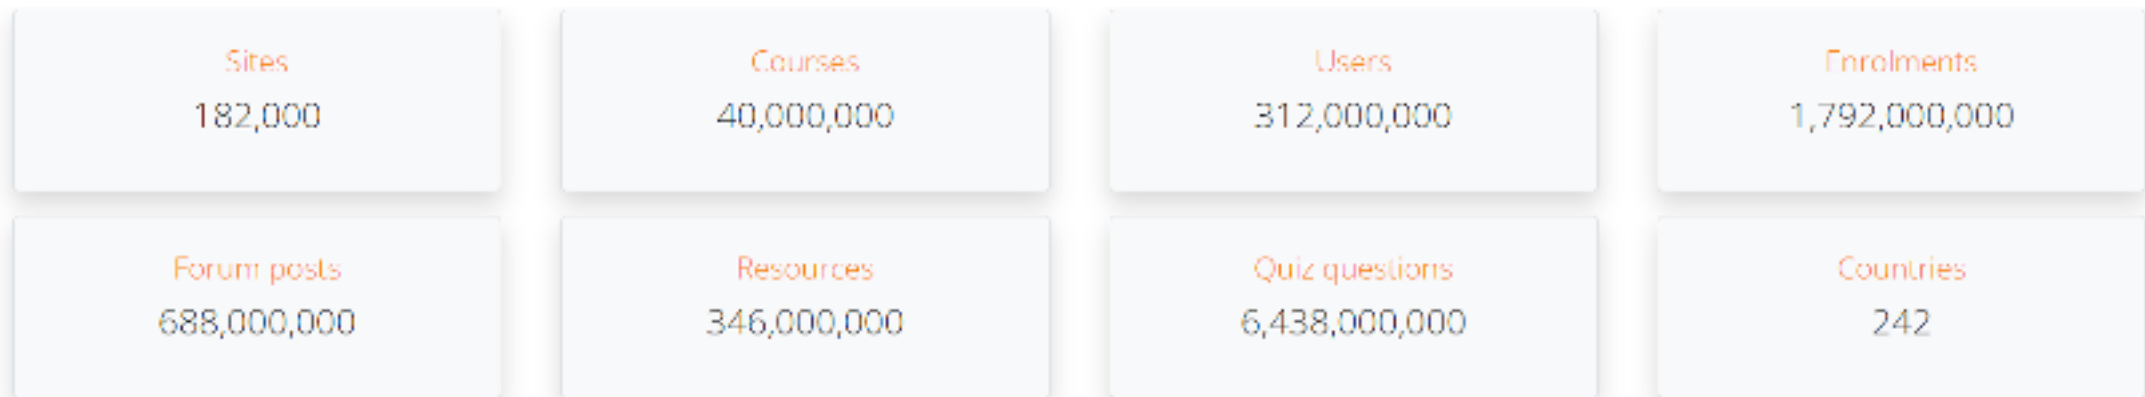 Sites
182,000
Courses
40,000,000
Users
312,000,000
Enrolments
1,792,000,000
Forum posts
688,000,000
Resources
346,000,000
Quiz questions
6,438,000,000
Countries
242